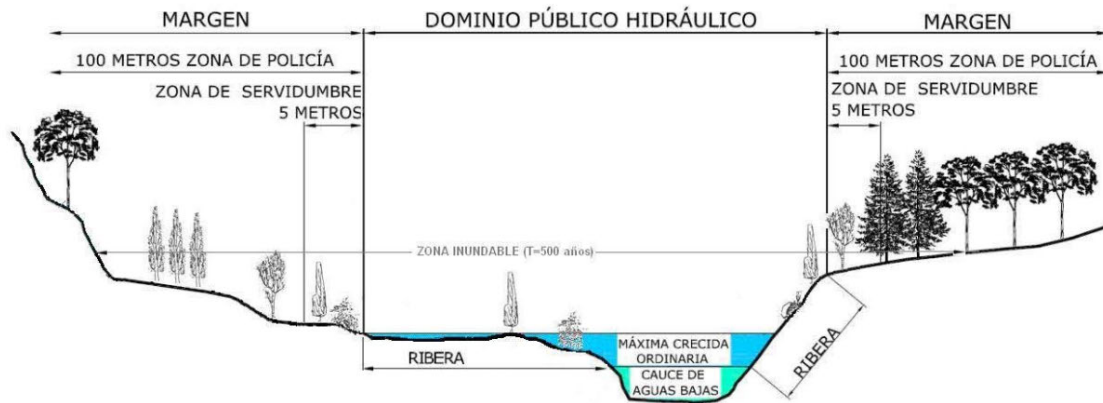 MARGEN
DOMINIO PÚBLICO HIDRÁULICO
MARGEN
100 METROS ZONA DE POLICÍA
100 METROS ZONA DE POLICÍA
ZONA DE SERVIDUMBRE
5 METROS
ZONA DE SERVIDUMBRE
5 METROS
ZONA INUNDABLE (T=500 años)
RIBERA
MÁXIMA CRECIDA
ORDINARIA
CAUCE DE
AGUAS BAJAS
RIBERA